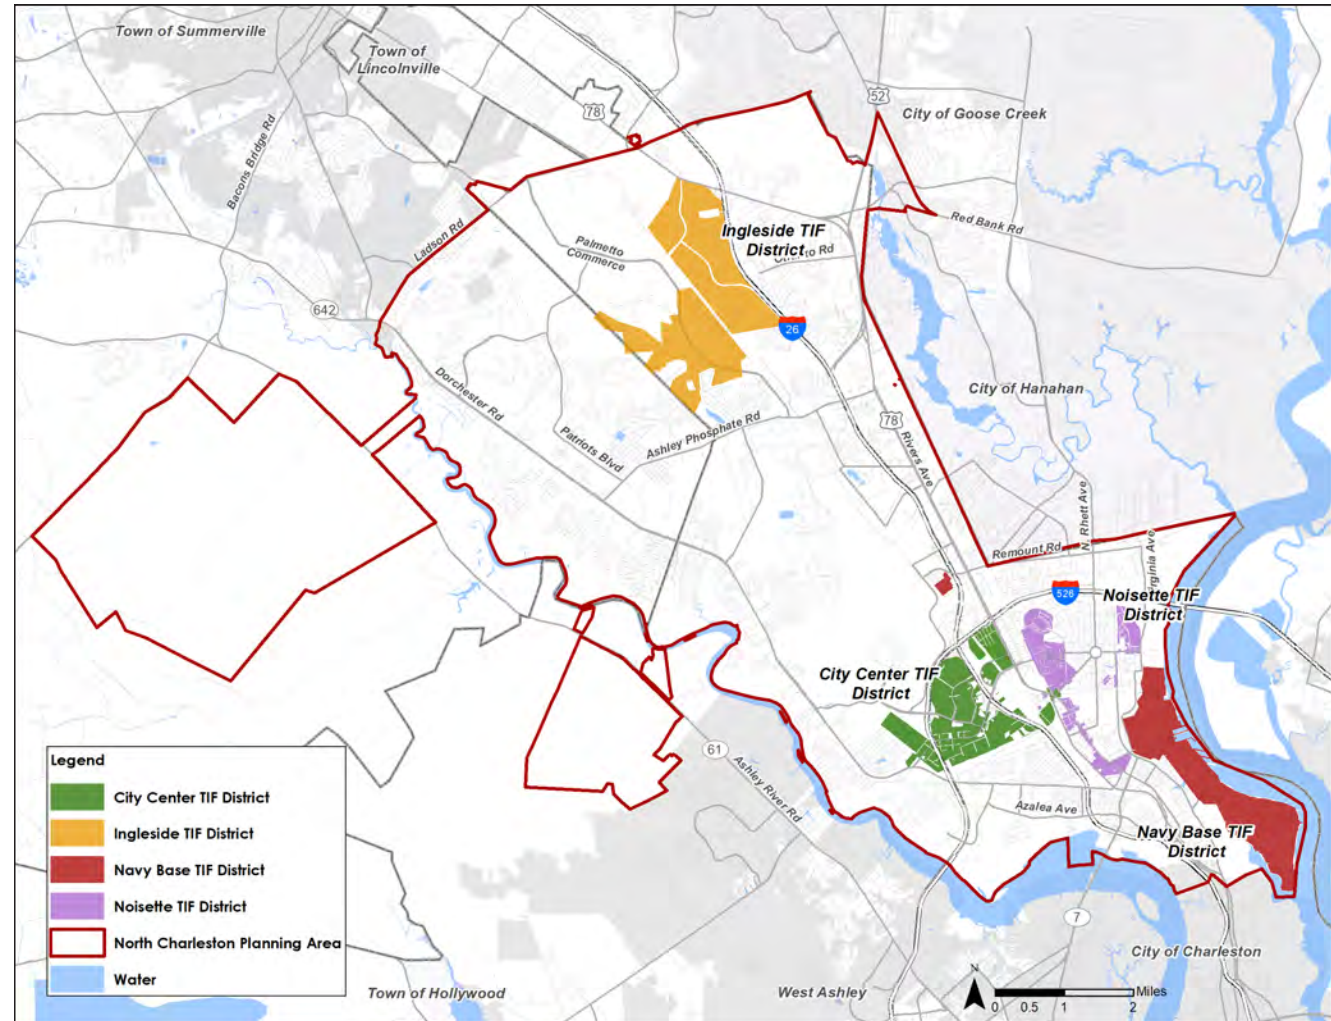 Town of Summerville
Town of
Lincolnville
78
52
City of Goose Creek
Bacons Bridge Rd
Ladson Rd
Ingleside TIF
District
Red Bank Rd
Palmetto
Commerce
to Rd
642
26
Dorchester Rd
City of Hanahan
78
Patriots Blvd
Ashley Phosphate Rd
Rivers Ave
N. Rhett Ave
Remount Rd
Virginia Ave
526
Noisette TIF
District
City Center TIF
District
61
Ashley River Rd
Azalea Ave
Navy Base TIF
District
7
City of Charleston
West Ashley
Town of Hollywood
Legend
City Center TIF District
Ingleside TIF District
Navy Base TIF District
Noisette TIF District
North Charleston Planning Area
Water
N
Miles
0 0.5 1 2